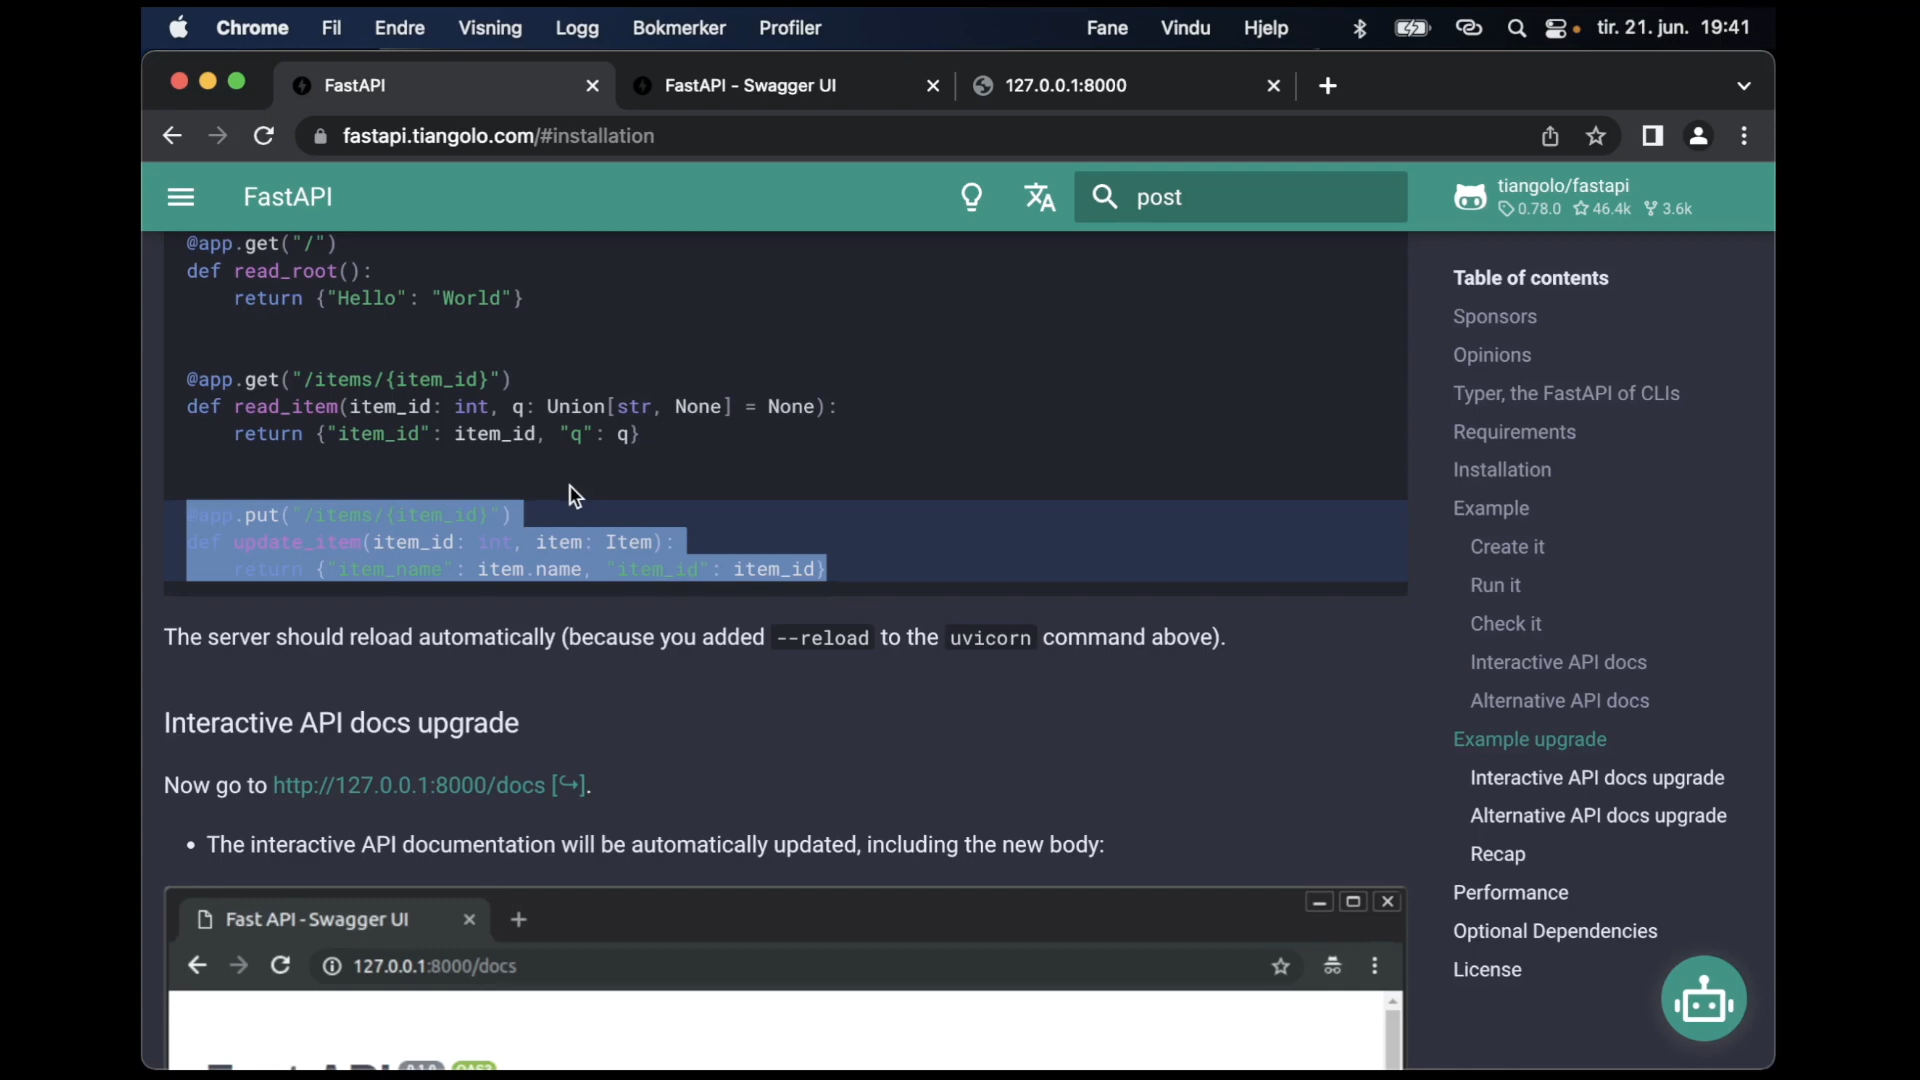 Chrome Fil Endre Visning Logg Bokmerker Profiler Fane Vindu Hjelp tir. 21. jun. 19:41
FastAPI FastAPI - Swagger UI 127.0.0.1:8000
fastapi.tiangolo.com/#installation
FastAPI post tiangolo/fastapi
0.78.0 46.4k 3.6k
@app.get("/")
def read_root():
    return {"Hello": "World"}
@app.get("/items/{item_id}")
def read_item(item_id: int, q: Union[str, None] = None):
    return {"item_id": item_id, "q": q}
@app.put("/items/{item_id}")
def update_item(item_id: int, item: Item):
    return {"item_name": item.name, "item_id": item_id}
The server should reload automatically (because you added --reload to the uvicorn command above).
Interactive API docs upgrade
Now go to http://127.0.0.1:8000/docs [↪].
• The interactive API documentation will be automatically updated, including the new body:
Fast API - Swagger UI
127.0.0.1:8000/docs
Table of contents
Sponsors
Opinions
Typer, the FastAPI of CLIs
Requirements
Installation
Example
Create it
Run it
Check it
Interactive API docs
Alternative API docs
Example upgrade
Interactive API docs upgrade
Alternative API docs upgrade
Recap
Performance
Optional Dependencies
License